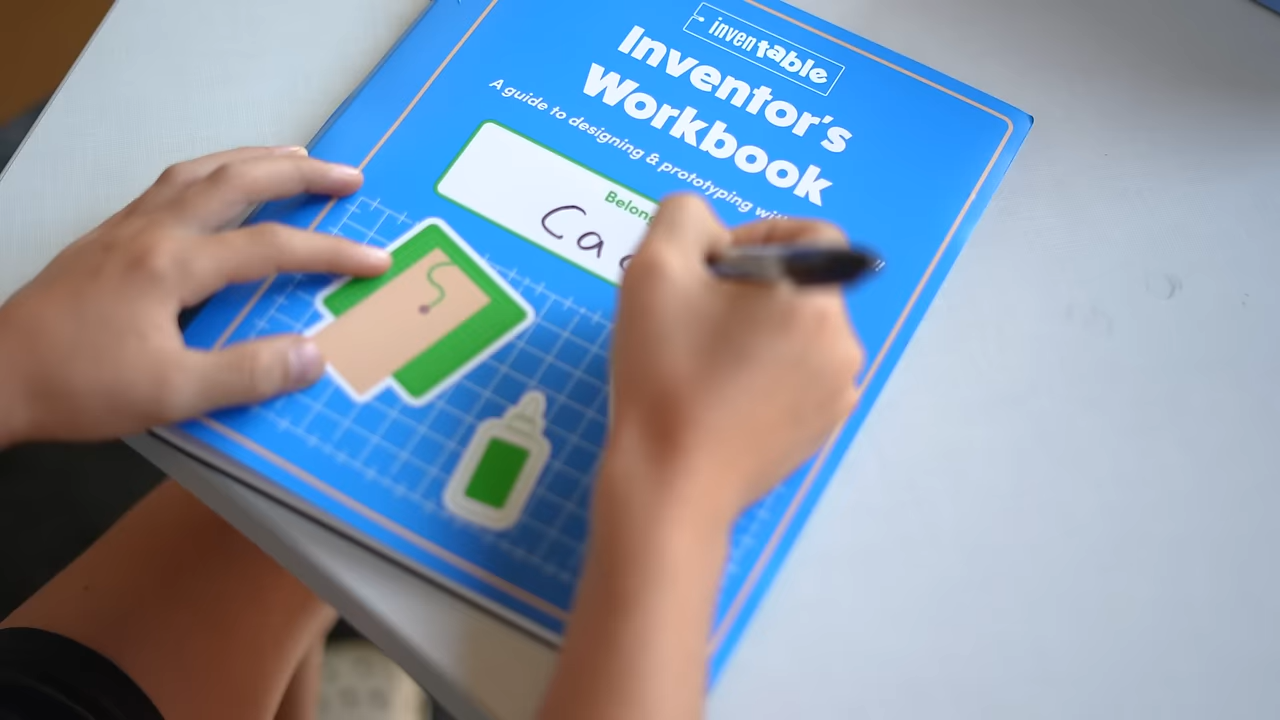 inventable
Inventor's
Workbook
A guide to designing & prototyping
Ca